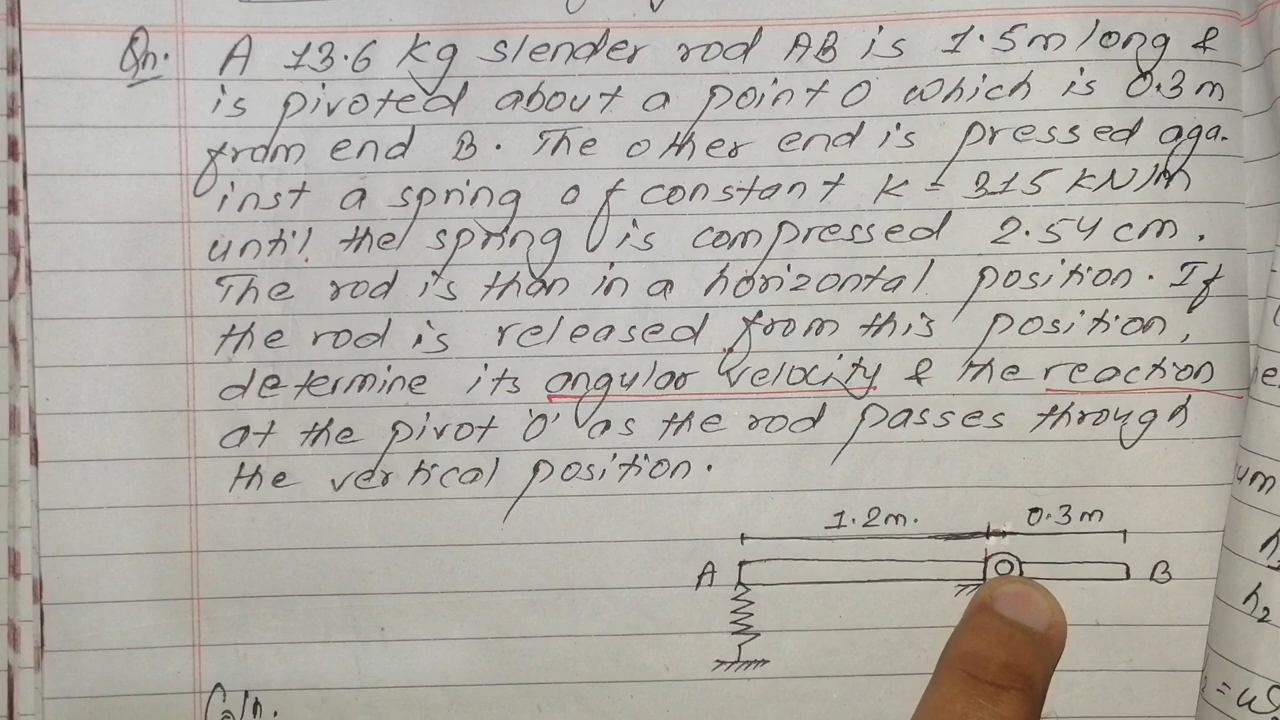 Qn. A 13.6 kg slender rod AB is 1.5m long &
is pivoted about a point O which is 0.3m
from end B. The other end is pressed aga-
inst a spring of constant K = 315 KN/m
until the spring is compressed 2.54 cm.
The rod is than in a horizontal position. If
the rod is released from this position,
determine its angular velocity & the reaction
at the pivot 'O' as the rod passes through
the vertical position.
1.2m. 0.3m
A B
Soln.
um
h₂